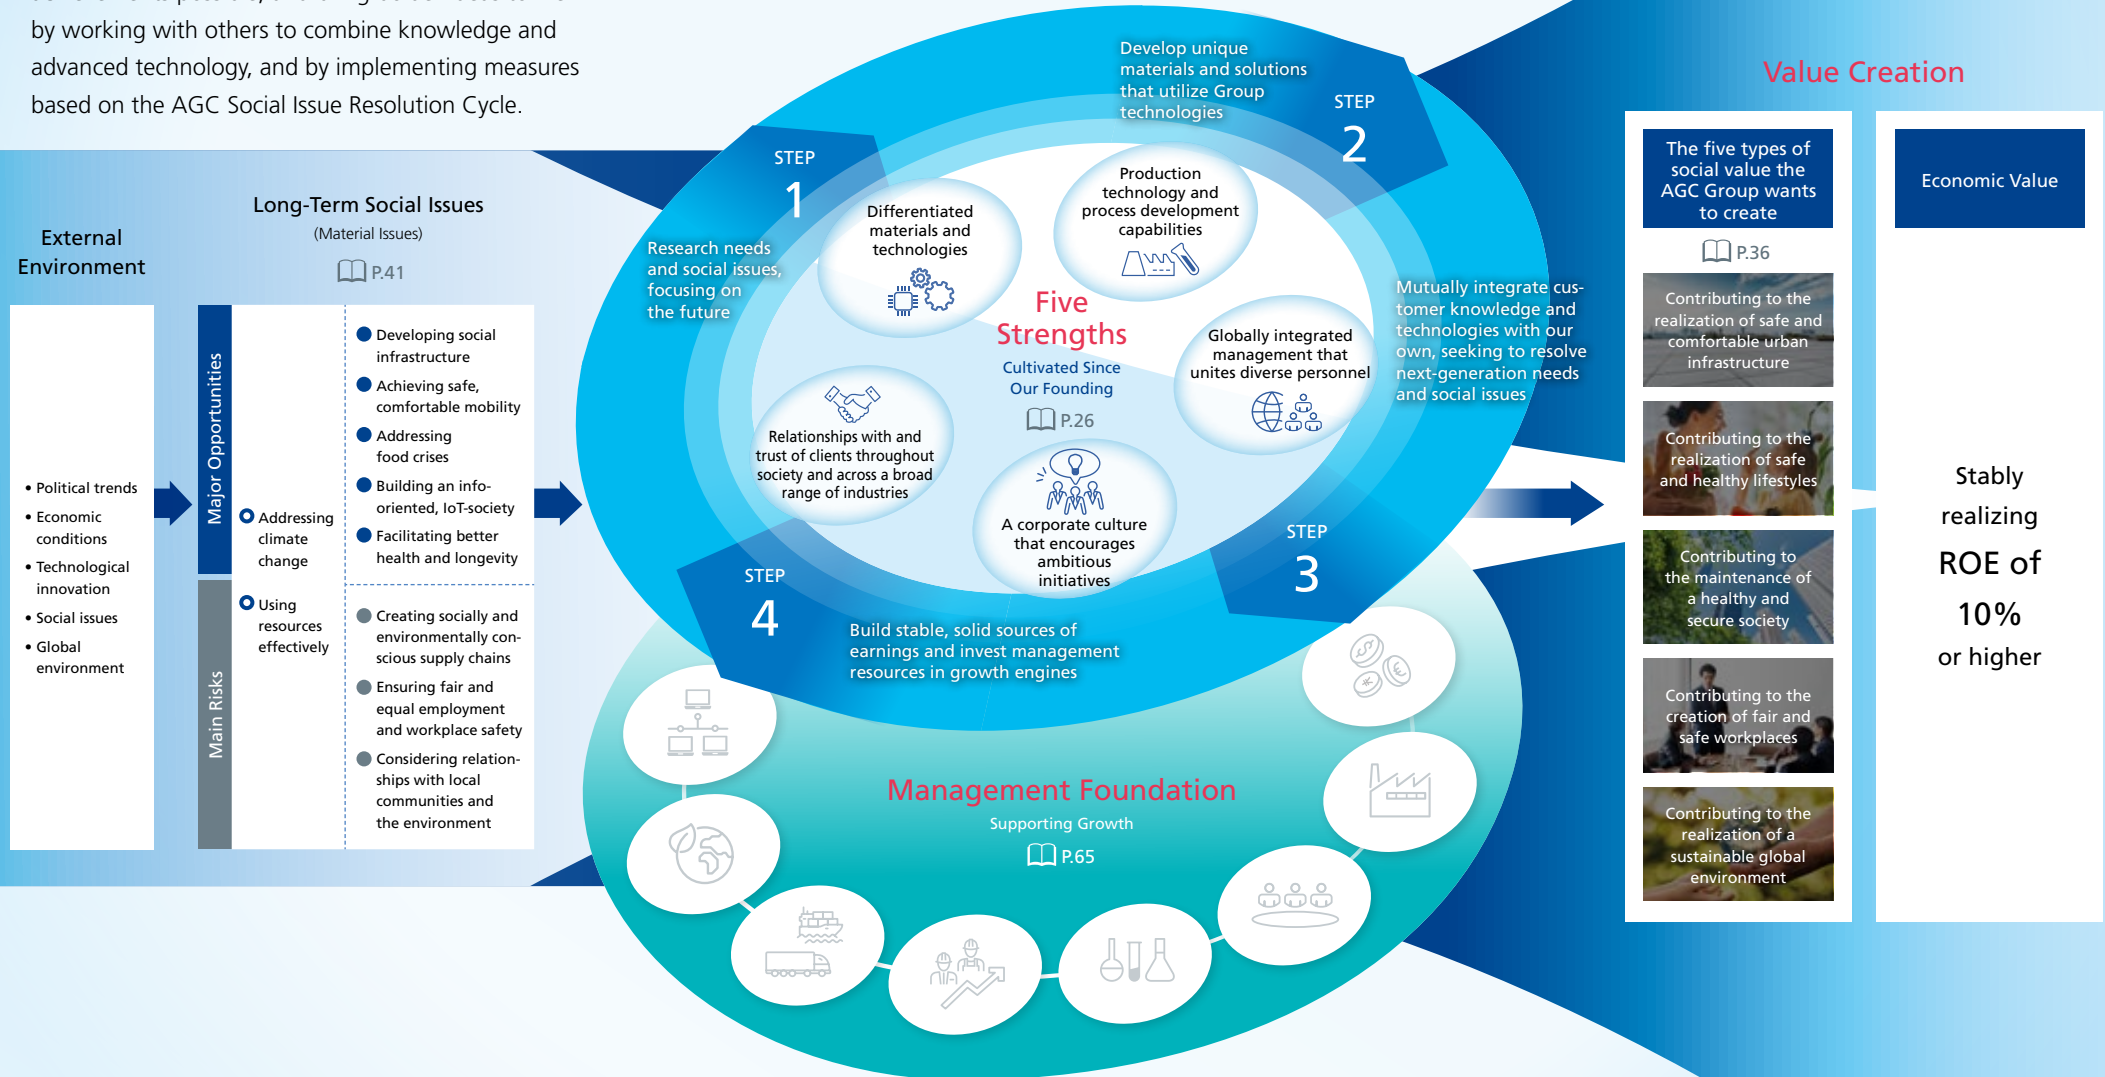 by working with others to combine knowledge and
advanced technology, and by implementing measures
based on the AGC Social Issue Resolution Cycle.
External
Environment
• Political trends
• Economic
conditions
• Technological
innovation
• Social issues
• Global
environment
Long-Term Social Issues
(Material Issues)
P.41
Major Opportunities
Main Risks
Addressing
climate
change
Using
resources
effectively
Developing social
infrastructure
Achieving safe,
comfortable mobility
Addressing
food crises
Building an info-
oriented, IoT-society
Facilitating better
health and longevity
Creating socially and
environmentally con-
scious supply chains
Ensuring fair and
equal employment
and workplace safety
Considering relation-
ships with local
communities and
the environment
STEP
1
Research needs
and social issues,
focusing on
the future
STEP
2
Develop unique
materials and solutions
that utilize Group
technologies
STEP
3
Mutually integrate cus-
tomer knowledge and
technologies with our
own, seeking to resolve
next-generation needs
and social issues
STEP
4
Build stable, solid sources of
earnings and invest management
resources in growth engines
Five
Strengths
Cultivated Since
Our Founding
P.26
Differentiated
materials and
technologies
Production
technology and
process development
capabilities
Globally integrated
management that
unites diverse personnel
Relationships with and
trust of clients throughout
society and across a broad
range of industries
A corporate culture
that encourages
ambitious
initiatives
Management Foundation
Supporting Growth
P.65
Value Creation
The five types of
social value the
AGC Group wants
to create
P.36
Contributing to the
realization of safe and
comfortable urban
infrastructure
Contributing to the
realization of safe
and healthy lifestyles
Contributing to
the maintenance of
a healthy and
secure society
Contributing to the
creation of fair and
safe workplaces
Contributing to the
realization of a
sustainable global
environment
Economic Value
Stably
realizing
ROE of
10%
or higher